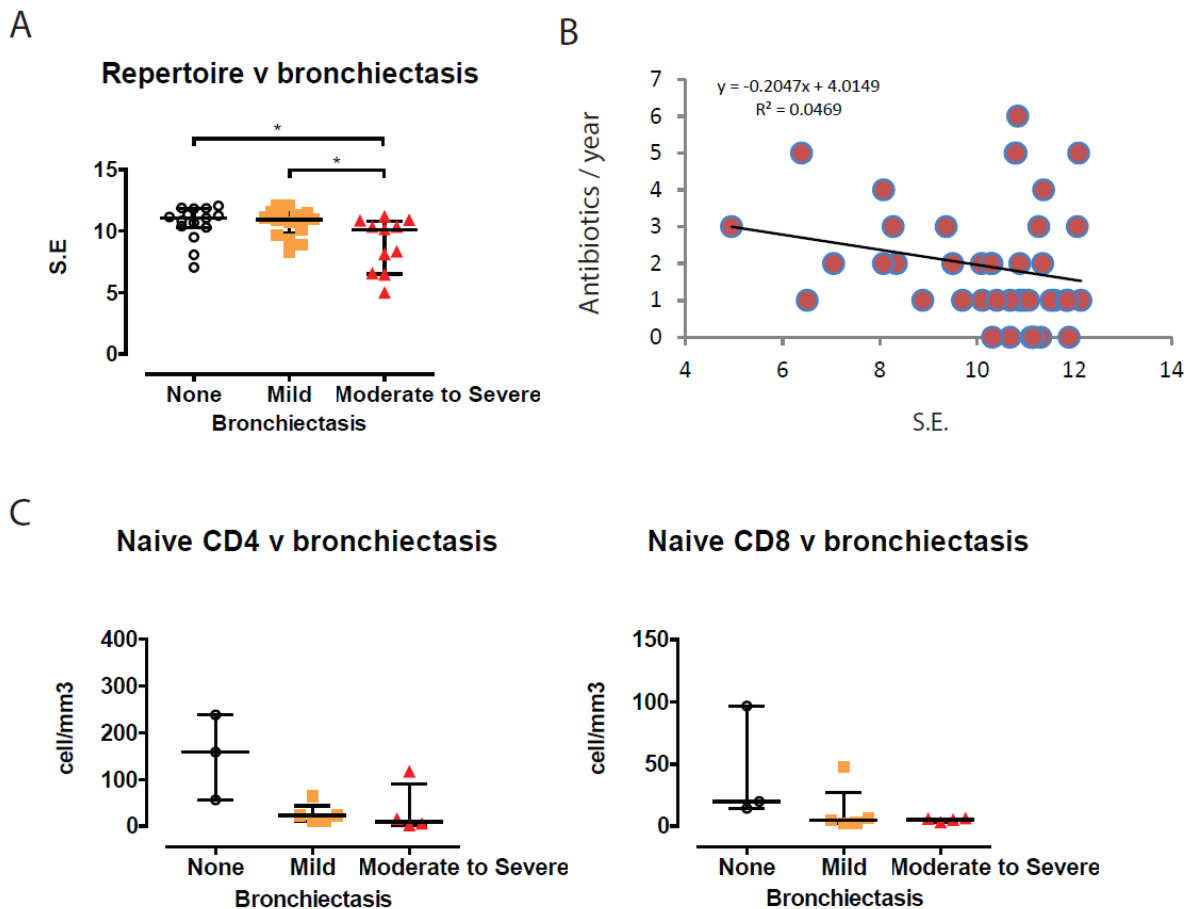 A
Repertoire v bronchiectasis
*
*
15
10
5
0
S.E
None Mild Moderate to Severe
Bronchiectasis
B
y = -0.2047x + 4.0149
R² = 0.0469
7
6
5
4
3
2
1
0
Antibiotics / year
4 6 8 10 12 14
S.E.
C
Naive CD4 v bronchiectasis
400
300
200
100
0
cell/mm3
None Mild Moderate to Severe
Bronchiectasis
Naive CD8 v bronchiectasis
150
100
50
0
cell/mm3
None Mild Moderate to Severe
Bronchiectasis